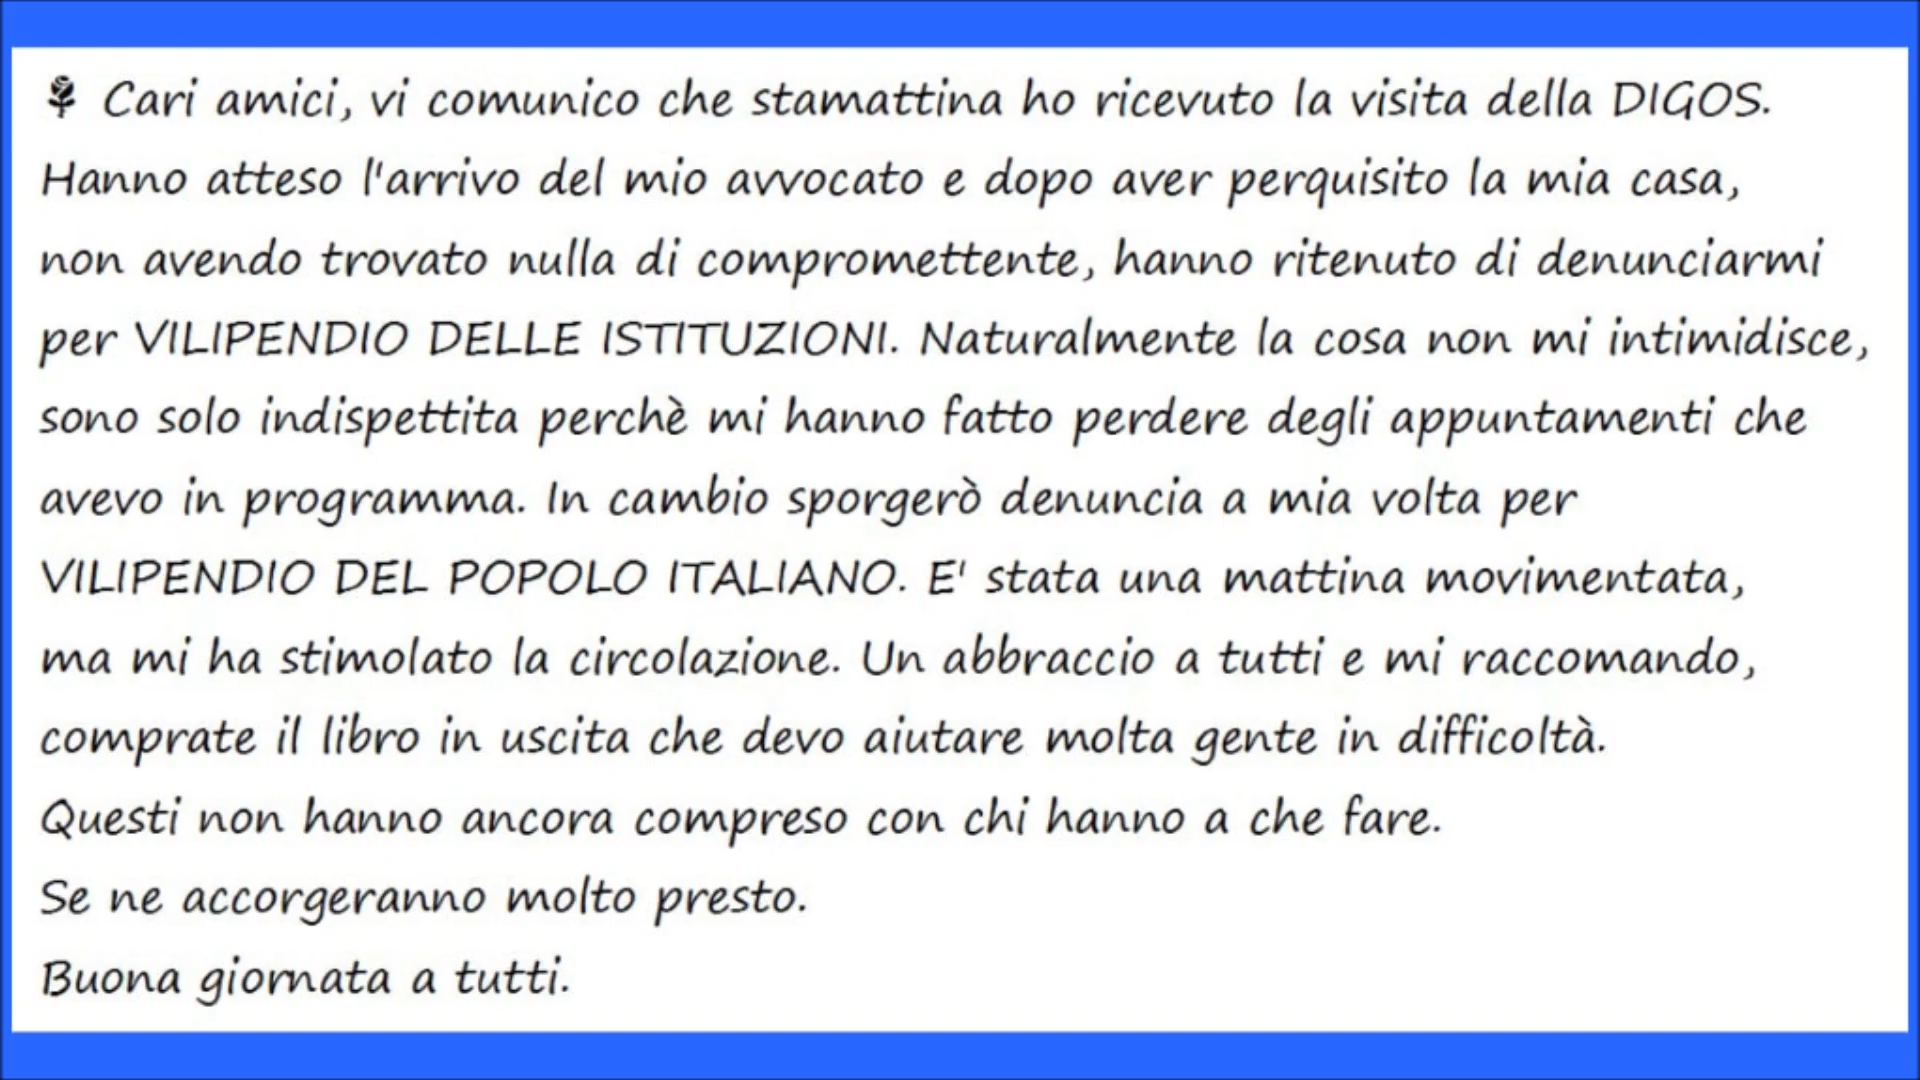 Cari amici, vi comunico che stamattina ho ricevuto la visita della DIGOS.
Hanno atteso l'arrivo del mio avvocato e dopo aver perquisito la mia casa,
non avendo trovato nulla di compromettente, hanno ritenuto di denunciarmi
per VILIPENDIO DELLE ISTITUZIONI. Naturalmente la cosa non mi intimidisce,
sono solo indispettita perchè mi hanno fatto perdere degli appuntamenti che
avevo in programma. In cambio sporgerò denuncia a mia volta per
VILIPENDIO DEL POPOLO ITALIANO. E' stata una mattina movimentata,
ma mi ha stimolato la circolazione. Un abbraccio a tutti e mi raccomando,
comprate il libro in uscita che devo aiutare molta gente in difficoltà.
Questi non hanno ancora compreso con chi hanno a che fare.
Se ne accorgeranno molto presto.
Buona giornata a tutti.